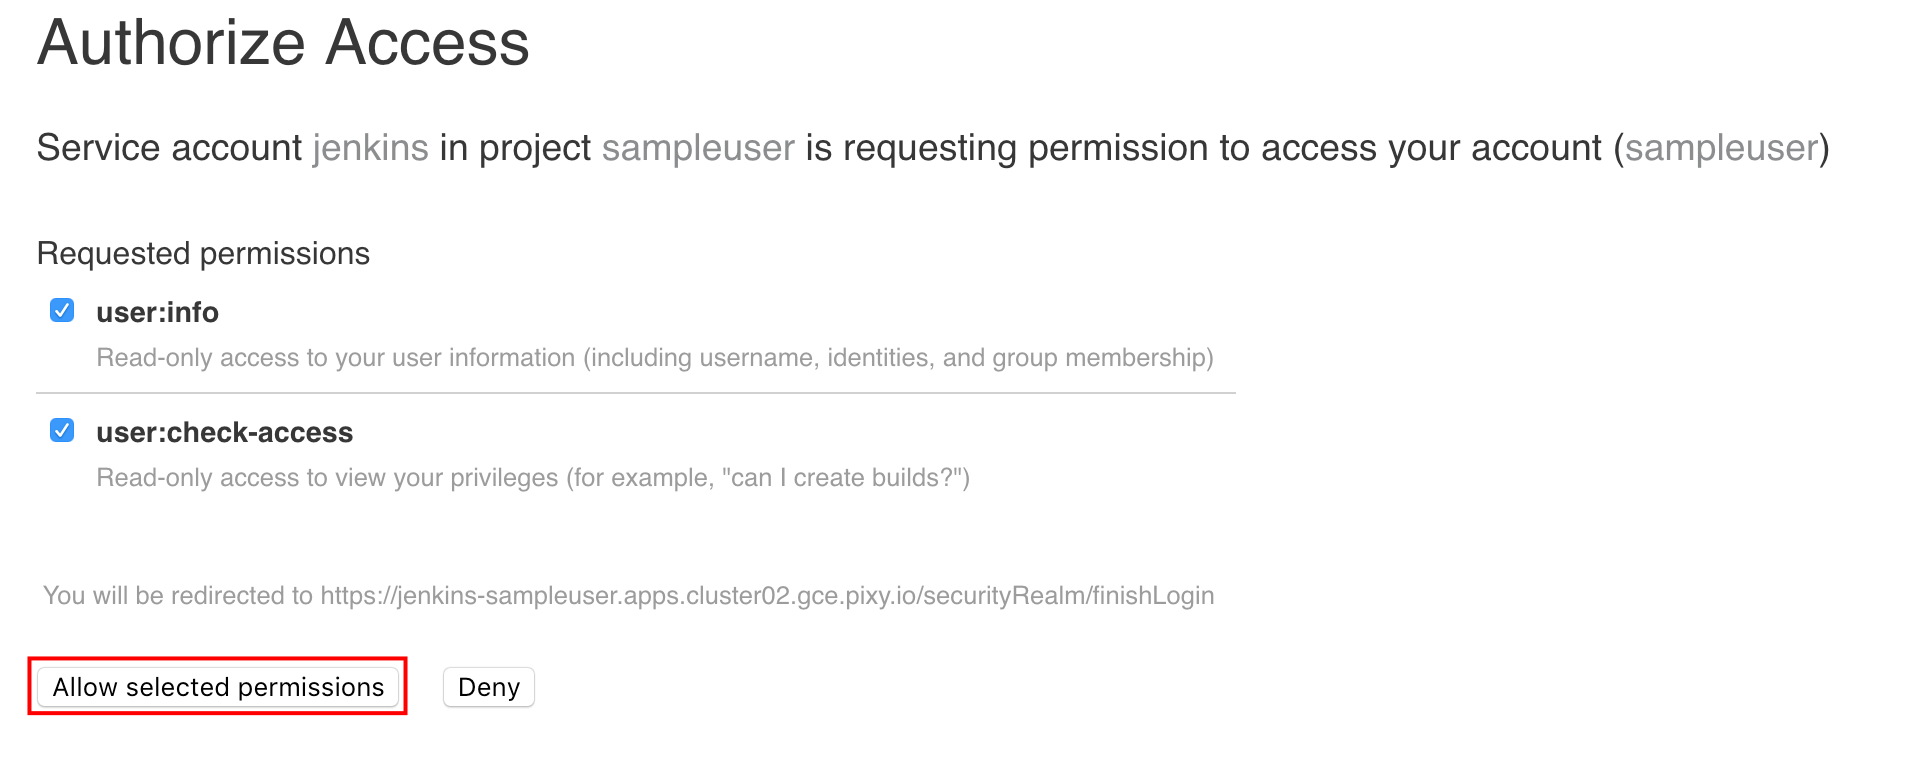 Authorize Access
Service account jenkins in project sampleuser is requesting permission to access your account (sampleuser)
Requested permissions
user:info
Read-only access to your user information (including username, identities, and group membership)
user:check-access
Read-only access to view your privileges (for example, "can I create builds?")
You will be redirected to https://jenkins-sampleuser.apps.cluster02.gce.pixy.io/securityRealm/finishLogin
Allow selected permissions Deny